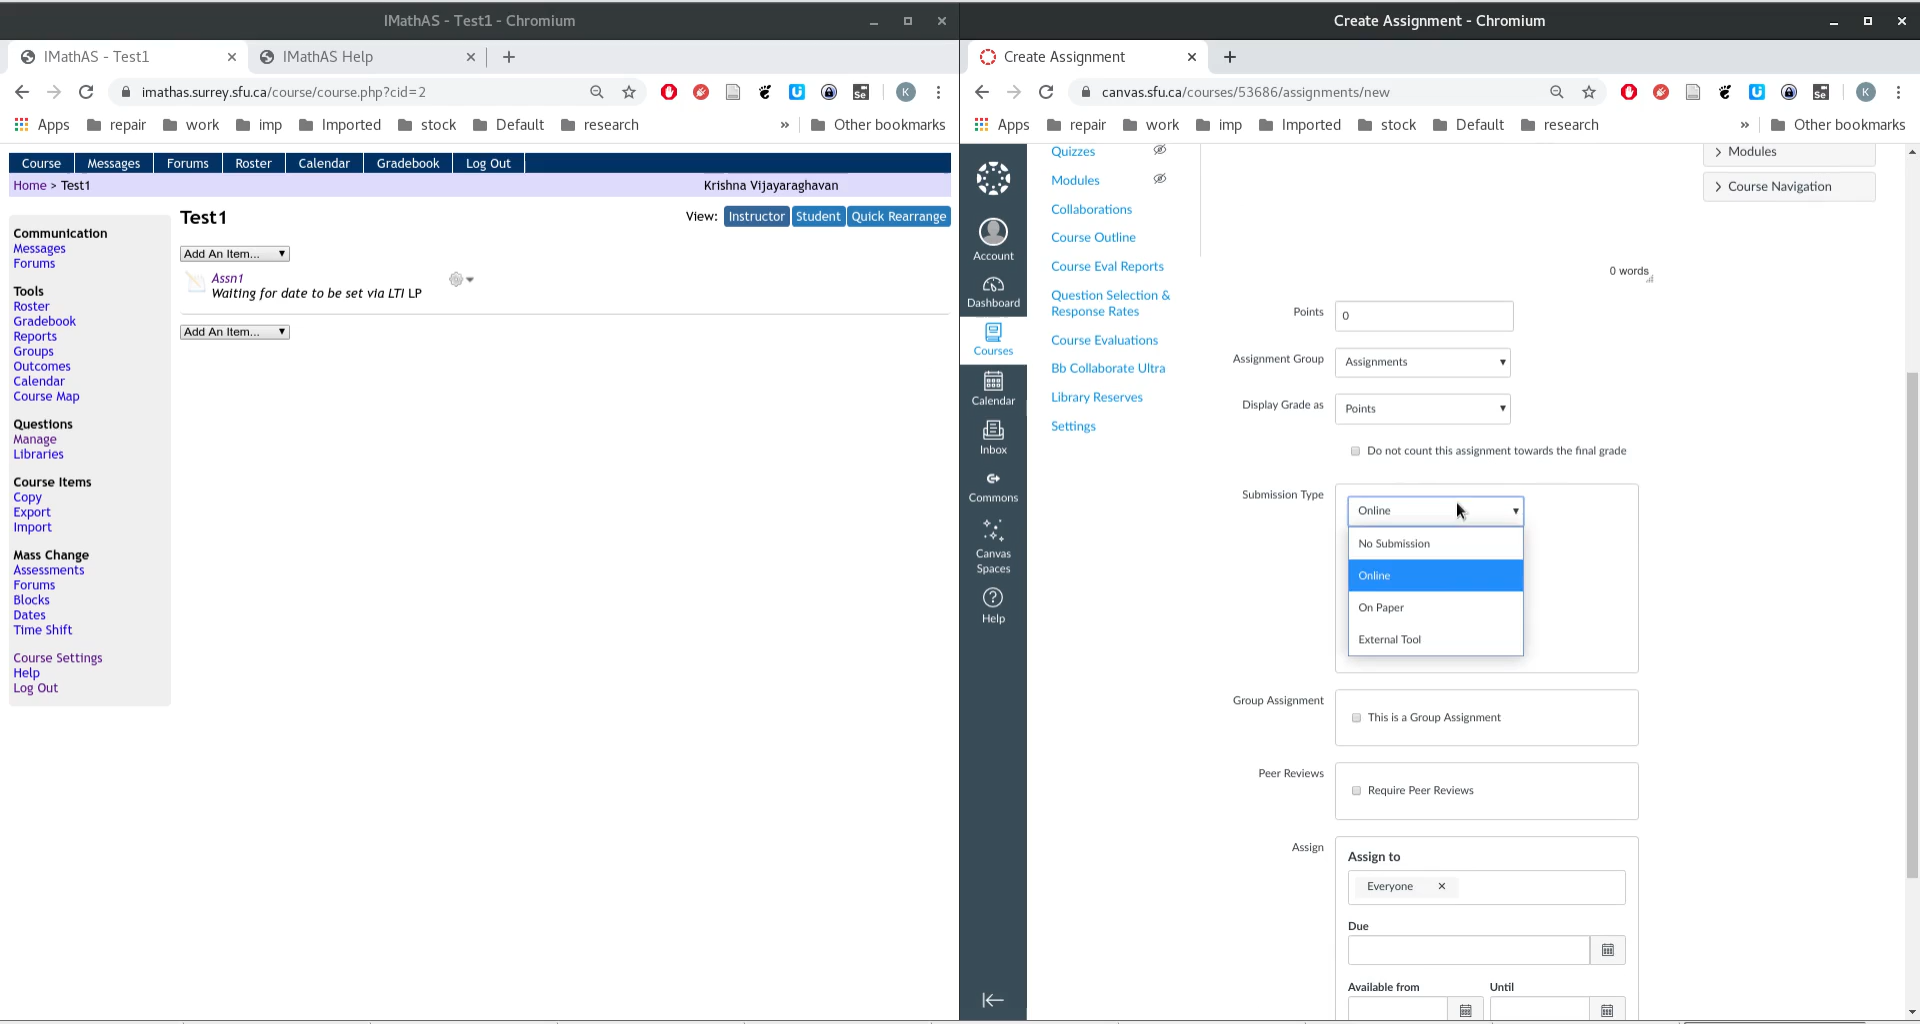 IMathAS - Test1 - Chromium
IMathAS - Test1
IMathAS Help
imathas.surrey.sfu.ca/course/course.php?cid=2
Se
K
Apps
repair
work
imp
Imported
stock
Default
research
»
Other bookmarks
Course
Messages
Forums
Roster
Calendar
Gradebook
Log Out
Home > Test1
Krishna Vijayaraghavan
Communication
Messages
Forums
Tools
Roster
Gradebook
Reports
Groups
Outcomes
Calendar
Course Map
Questions
Manage
Libraries
Course Items
Copy
Export
Import
Mass Change
Assessments
Forums
Blocks
Dates
Time Shift
Course Settings
Help
Log Out
Test1
View: Instructor Student Quick Rearrange
Add An Item...
Assn1
Waiting for date to be set via LTI LP
Add An Item...
Create Assignment - Chromium
Create Assignment
canvas.sfu.ca/courses/53686/assignments/new
Se
K
Apps
repair
work
imp
Imported
stock
Default
research
»
Other bookmarks
Account
Dashboard
Courses
Calendar
Inbox
Commons
Canvas
Spaces
Help
Quizzes
Modules
Collaborations
Course Outline
Course Eval Reports
Question Selection &
Response Rates
Course Evaluations
Bb Collaborate Ultra
Library Reserves
Settings
Modules
Course Navigation
0 words
Points
0
Assignment Group
Assignments
Display Grade as
Points
Do not count this assignment towards the final grade
Submission Type
Online
No Submission
Online
On Paper
External Tool
Group Assignment
This is a Group Assignment
Peer Reviews
Require Peer Reviews
Assign
Assign to
Everyone
Due
Available from
Until